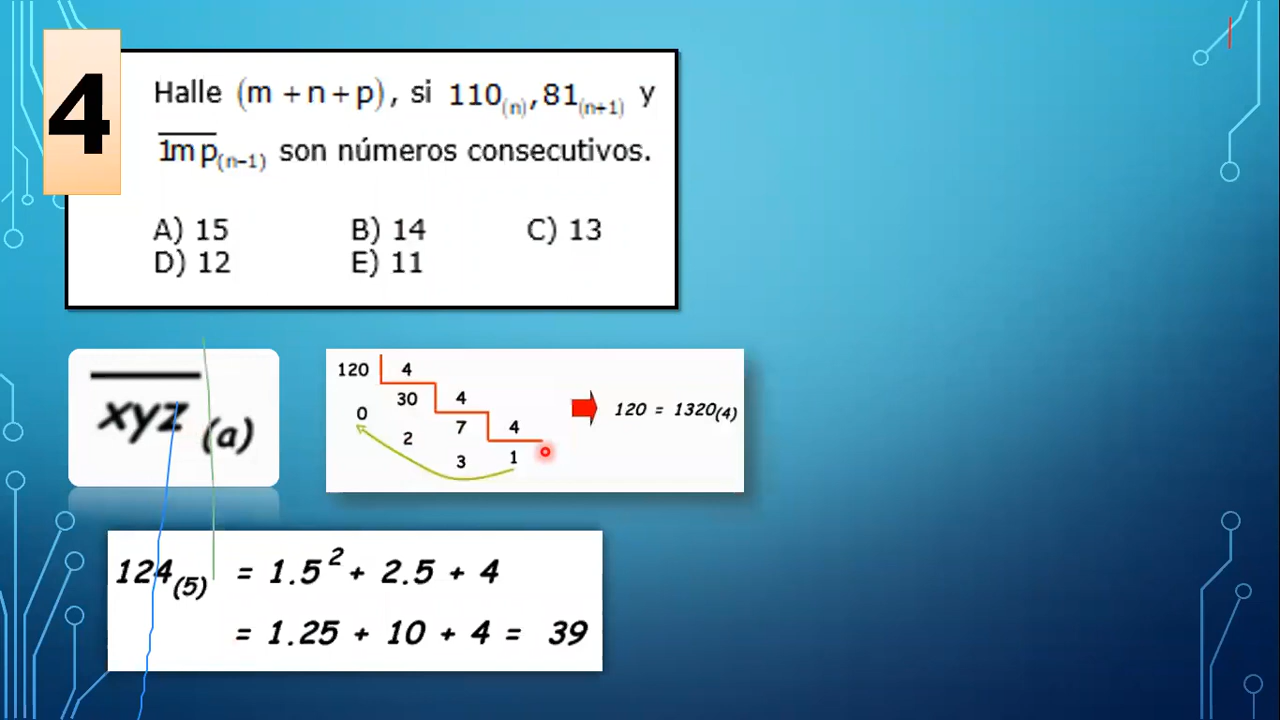 4
Halle (m + n + p), si 110(n), 81(n+1) y
1mp(n−1) son números consecutivos.
A) 15 B) 14 C) 13
D) 12 E) 11
xyz (a)
120 4
30 4
0 7 4
2 3 1
120 = 1320(4)
124(5) = 1.5² + 2.5 + 4
= 1.25 + 10 + 4 = 39